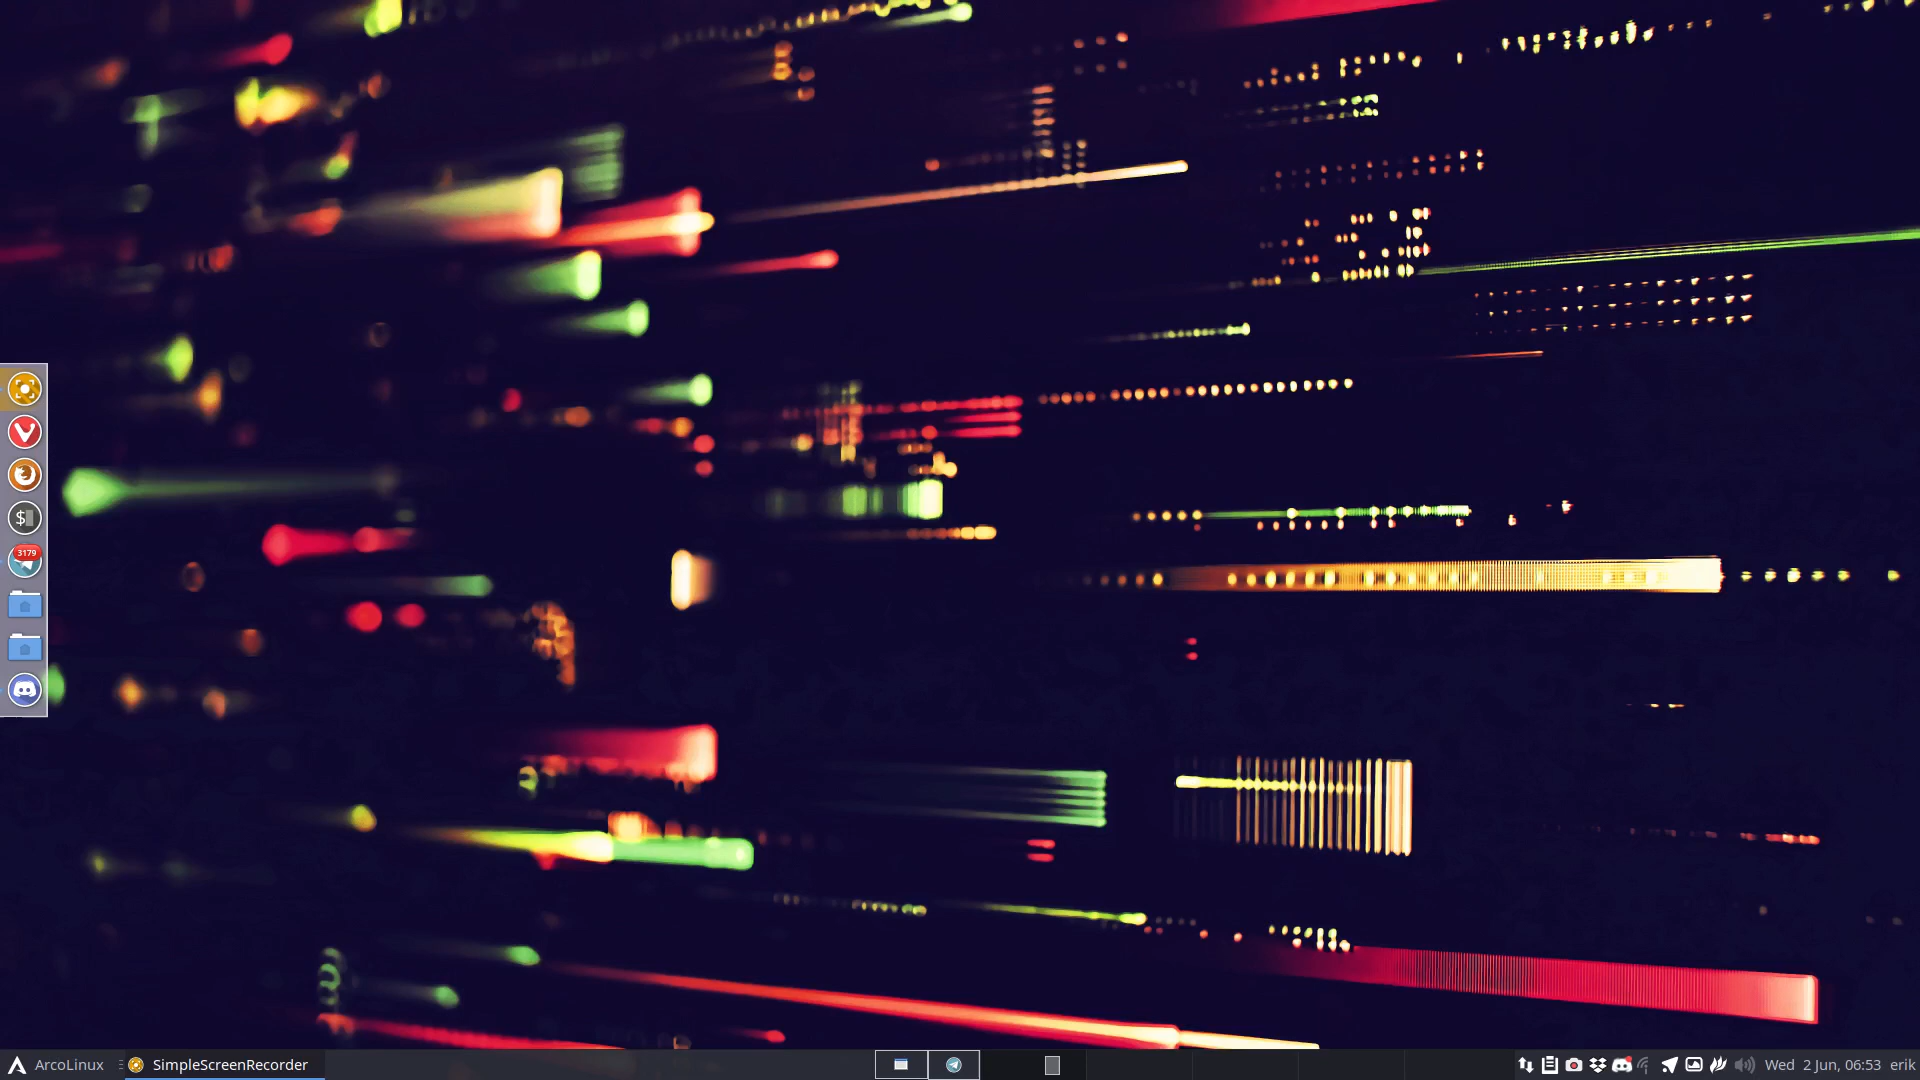 $
3179
ArcoLinux
SimpleScreenRecorder
Wed 2 Jun, 06:53 erik